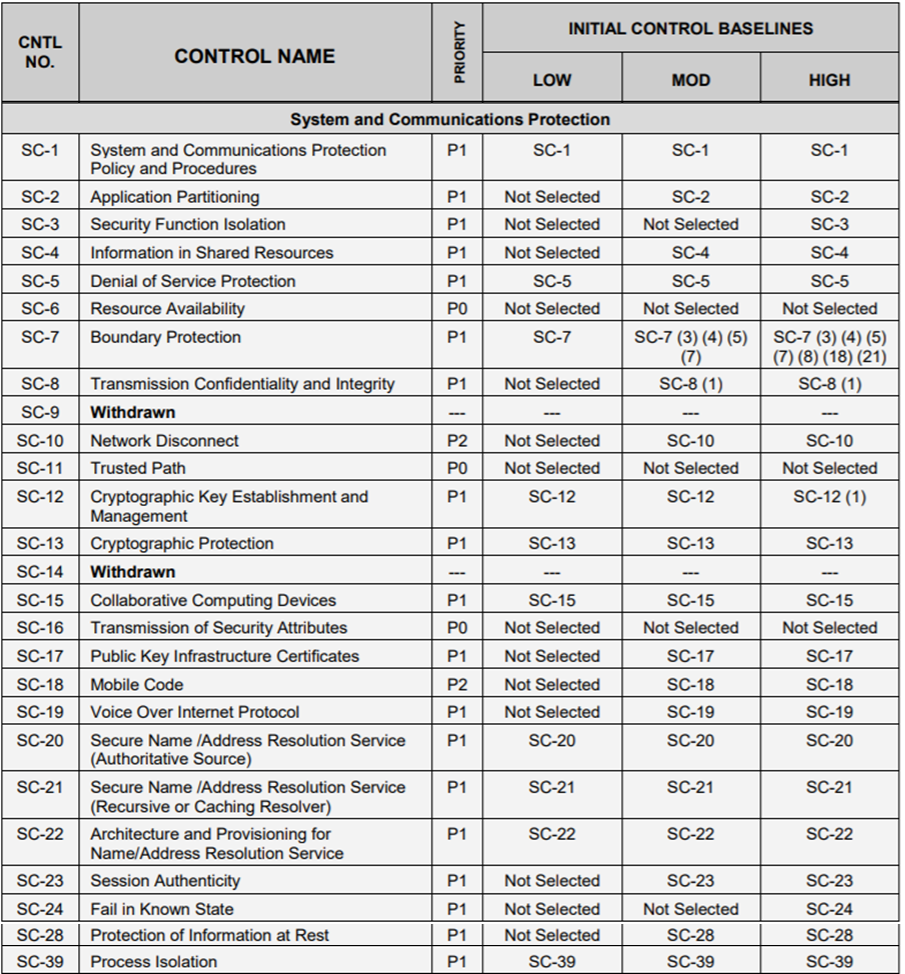 CNTL NO. CONTROL NAME PRIORITY INITIAL CONTROL BASELINES
LOW MOD HIGH
System and Communications Protection
SC-1 System and Communications Protection P1 SC-1 SC-1 SC-1
Policy and Procedures
SC-2 Application Partitioning P1 Not Selected SC-2 SC-2
SC-3 Security Function Isolation P1 Not Selected Not Selected SC-3
SC-4 Information in Shared Resources P1 Not Selected SC-4 SC-4
SC-5 Denial of Service Protection P1 SC-5 SC-5 SC-5
SC-6 Resource Availability P0 Not Selected Not Selected Not Selected
SC-7 Boundary Protection P1 SC-7 SC-7 (3) (4) (5) SC-7 (3) (4) (5)
(7) (7) (8) (18) (21)
SC-8 Transmission Confidentiality and Integrity P1 Not Selected SC-8 (1) SC-8 (1)
SC-9 Withdrawn --- --- --- ---
SC-10 Network Disconnect P2 Not Selected SC-10 SC-10
SC-11 Trusted Path P0 Not Selected Not Selected Not Selected
SC-12 Cryptographic Key Establishment and P1 SC-12 SC-12 SC-12 (1)
Management
SC-13 Cryptographic Protection P1 SC-13 SC-13 SC-13
SC-14 Withdrawn --- --- --- ---
SC-15 Collaborative Computing Devices P1 SC-15 SC-15 SC-15
SC-16 Transmission of Security Attributes P0 Not Selected Not Selected Not Selected
SC-17 Public Key Infrastructure Certificates P1 Not Selected SC-17 SC-17
SC-18 Mobile Code P2 Not Selected SC-18 SC-18
SC-19 Voice Over Internet Protocol P1 Not Selected SC-19 SC-19
SC-20 Secure Name /Address Resolution Service P1 SC-20 SC-20 SC-20
(Authoritative Source)
SC-21 Secure Name /Address Resolution Service P1 SC-21 SC-21 SC-21
(Recursive or Caching Resolver)
SC-22 Architecture and Provisioning for P1 SC-22 SC-22 SC-22
Name/Address Resolution Service
SC-23 Session Authenticity P1 Not Selected SC-23 SC-23
SC-24 Fail in Known State P1 Not Selected Not Selected SC-24
SC-28 Protection of Information at Rest P1 Not Selected SC-28 SC-28
SC-39 Process Isolation P1 SC-39 SC-39 SC-39